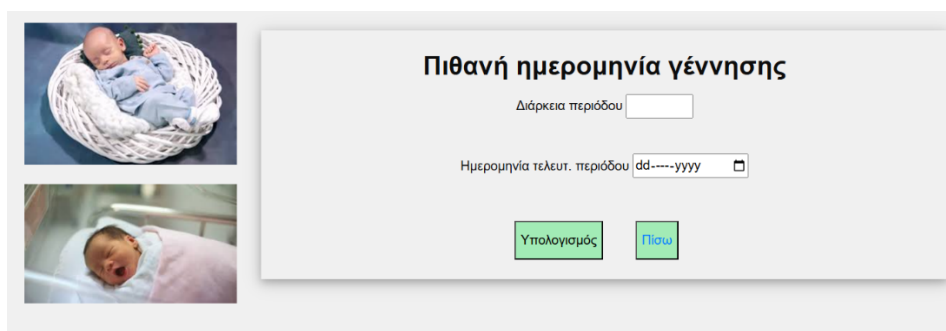 Πιθανή ημερομηνία γέννησης
Διάρκεια περιόδου
Ημερομηνία τελευτ. περιόδου dd-----yyyy
Υπολογισμός Πίσω